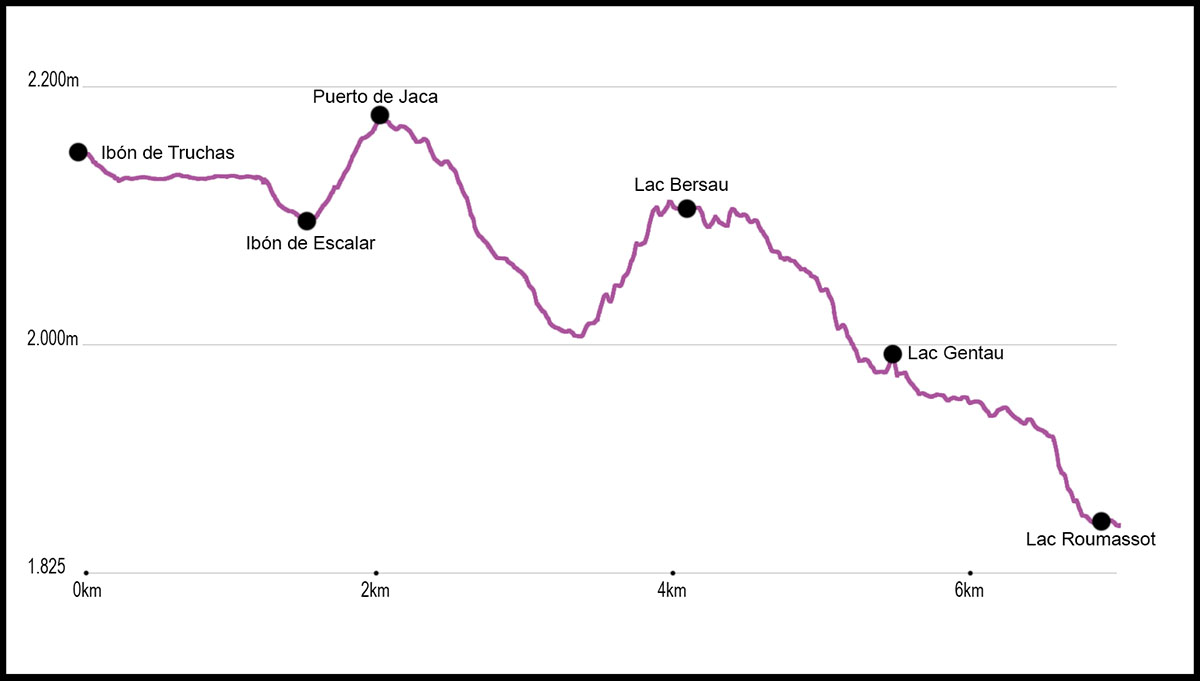 2.200m
Puerto de Jaca
Ibón de Truchas
Lac Bersau
Ibón de Escalar
2.000m
Lac Gentau
Lac Roumassot
1.825
0km
2km
4km
6km